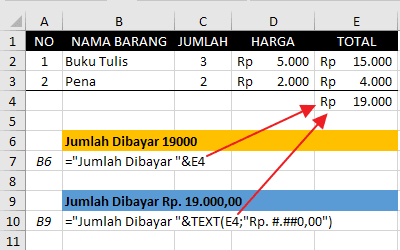 A B C D E
1 NO NAMA BARANG JUMLAH HARGA TOTAL
2 1 Buku Tulis 3 Rp 5.000 Rp 15.000
3 2 Pena 2 Rp 2.000 Rp 4.000
4 Rp 19.000
5
6 Jumlah Dibayar 19000
7 B6 ="Jumlah Dibayar "&E4
8
9 Jumlah Dibayar Rp. 19.000,00
10 B9 ="Jumlah Dibayar "&TEXT(E4;"Rp. #.##0,00")
11